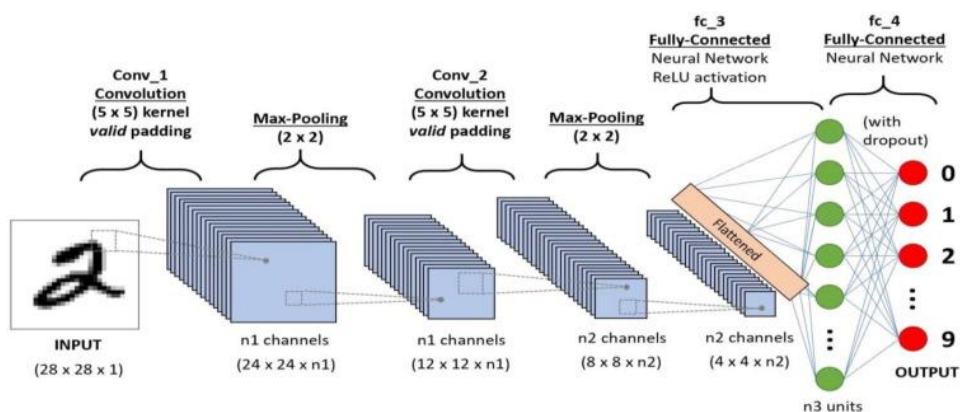 Conv_1
Convolution
(5 x 5) kernel
valid padding
Max-Pooling
(2 x 2)
Conv_2
Convolution
(5 x 5) kernel
valid padding
Max-Pooling
(2 x 2)
fc_3
Fully-Connected
Neural Network
ReLU activation
fc_4
Fully-Connected
Neural Network
(with
dropout)
2
INPUT
(28 x 28 x 1)
n1 channels
(24 x 24 x n1)
n1 channels
(12 x 12 x n1)
n2 channels
(8 x 8 x n2)
n2 channels
(4 x 4 x n2)
Flattened
n3 units
0
1
2
9
OUTPUT